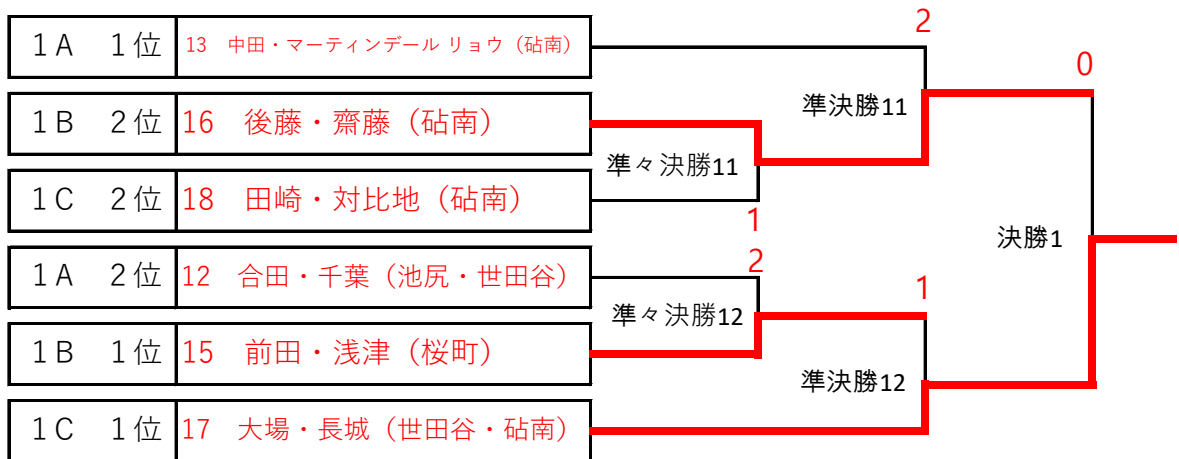 1A 1位 13 中田・マーティンデール リョウ（砧南）
2
0
準決勝11
1B 2位 16 後藤・齋藤（砧南）
準々決勝11
1C 2位 18 田崎・対比地（砧南）
1
決勝1
1A 2位 12 合田・千葉（池尻・世田谷）
2
1
準々決勝12
1B 1位 15 前田・浅津（桜町）
準決勝12
1C 1位 17 大場・長城（世田谷・砧南）